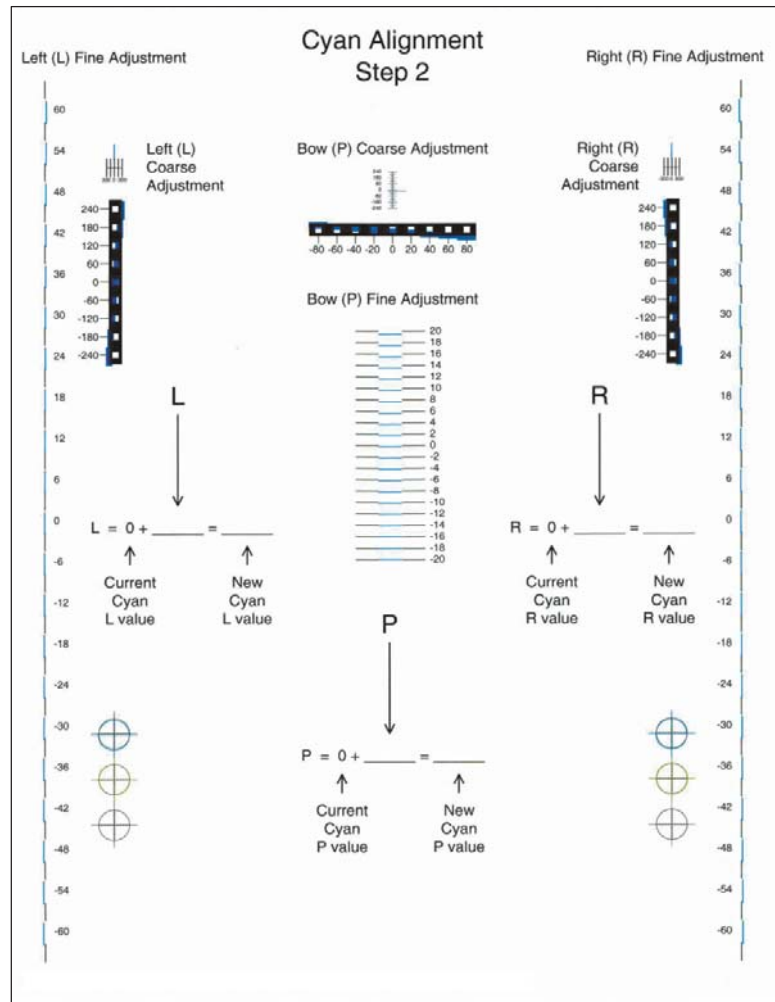 Cyan Alignment
Step 2
Left (L) Fine Adjustment
Right (R) Fine Adjustment
60
54
48
42
36
30
24
18
12
6
0
-6
-12
-18
-24
-30
-36
-42
-48
-54
-60
Left (L)
Coarse
Adjustment
240
180
120
60
0
-60
-120
-180
-240
Bow (P) Coarse Adjustment
-80 -60 -40 -20 0 20 40 60 80
Right (R)
Coarse
Adjustment
240
180
120
60
0
-60
-120
-180
-240
Bow (P) Fine Adjustment
20
18
16
14
12
10
8
6
4
2
0
-2
-4
-6
-8
-10
-12
-14
-16
-18
-20
L
L = 0 + ______ = ______
Current
Cyan
L value
New
Cyan
L value
P
P = 0 + ______ = ______
Current
Cyan
P value
New
Cyan
P value
R
R = 0 + ______ = ______
Current
Cyan
R value
New
Cyan
R value
60
54
48
42
36
30
24
18
12
6
0
-6
-12
-18
-24
-30
-36
-42
-48
-54
-60